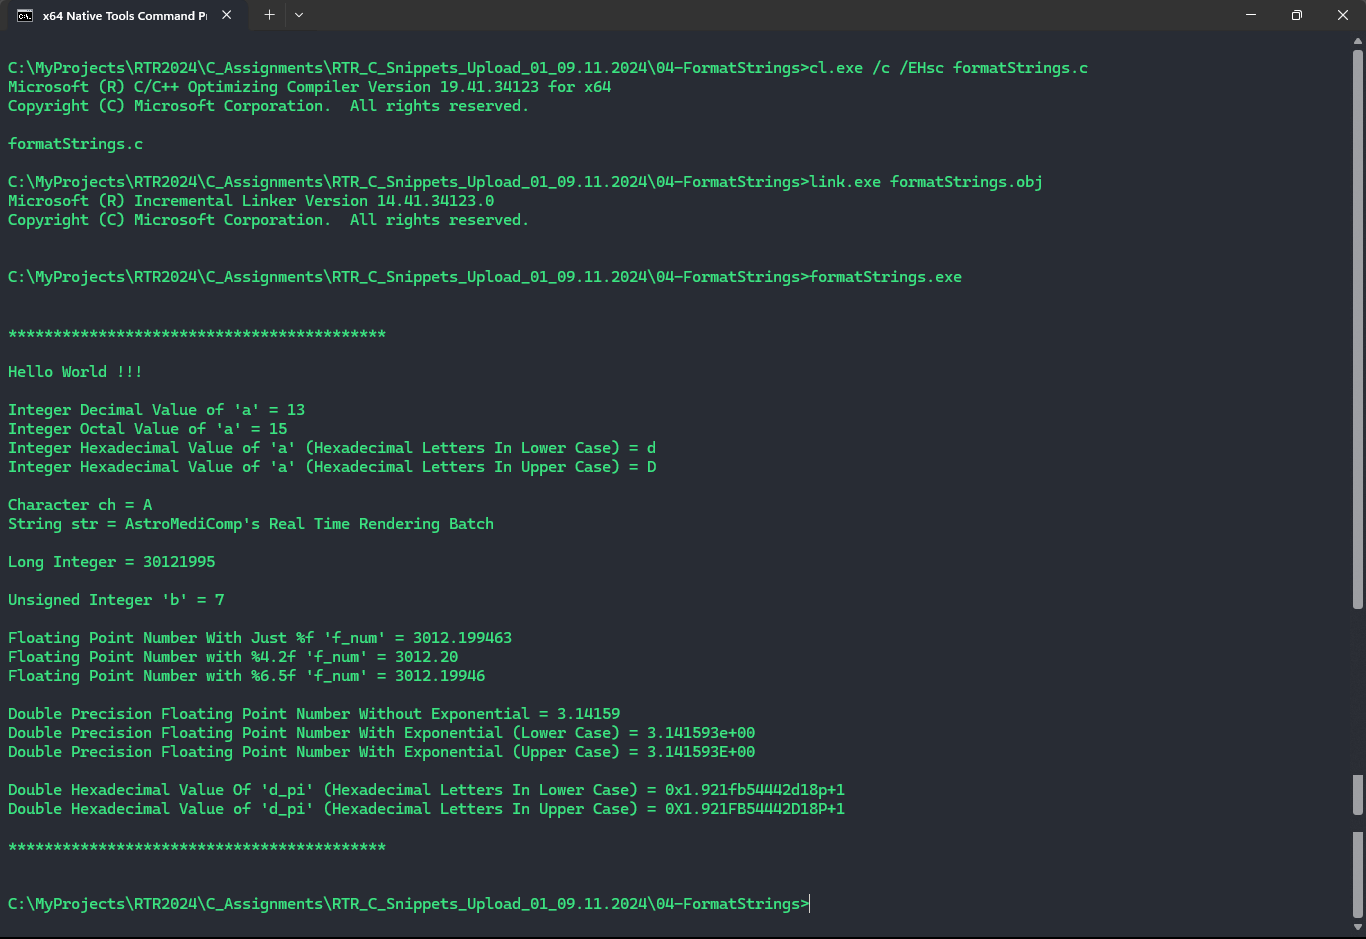 x64 Native Tools Command Pr
C:\MyProjects\RTR2024\C_Assignments\RTR_C_Snippets_Upload_01_09.11.2024\04-FormatStrings>cl.exe /c /EHsc formatStrings.c
Microsoft (R) C/C++ Optimizing Compiler Version 19.41.34123 for x64
Copyright (C) Microsoft Corporation.  All rights reserved.
formatStrings.c
C:\MyProjects\RTR2024\C_Assignments\RTR_C_Snippets_Upload_01_09.11.2024\04-FormatStrings>link.exe formatStrings.obj
Microsoft (R) Incremental Linker Version 14.41.34123.0
Copyright (C) Microsoft Corporation.  All rights reserved.
C:\MyProjects\RTR2024\C_Assignments\RTR_C_Snippets_Upload_01_09.11.2024\04-FormatStrings>formatStrings.exe
******************************************
Hello World !!!
Integer Decimal Value of 'a' = 13
Integer Octal Value of 'a' = 15
Integer Hexadecimal Value of 'a' (Hexadecimal Letters In Lower Case) = d
Integer Hexadecimal Value of 'a' (Hexadecimal Letters In Upper Case) = D
Character ch = A
String str = AstroMediComp's Real Time Rendering Batch
Long Integer = 30121995
Unsigned Integer 'b' = 7
Floating Point Number With Just %f 'f_num' = 3012.199463
Floating Point Number with %4.2f 'f_num' = 3012.20
Floating Point Number with %6.5f 'f_num' = 3012.19946
Double Precision Floating Point Number Without Exponential = 3.14159
Double Precision Floating Point Number With Exponential (Lower Case) = 3.141593e+00
Double Precision Floating Point Number With Exponential (Upper Case) = 3.141593E+00
Double Hexadecimal Value Of 'd_pi' (Hexadecimal Letters In Lower Case) = 0x1.921fb54442d18p+1
Double Hexadecimal Value of 'd_pi' (Hexadecimal Letters In Upper Case) = 0X1.921FB54442D18P+1
******************************************
C:\MyProjects\RTR2024\C_Assignments\RTR_C_Snippets_Upload_01_09.11.2024\04-FormatStrings>